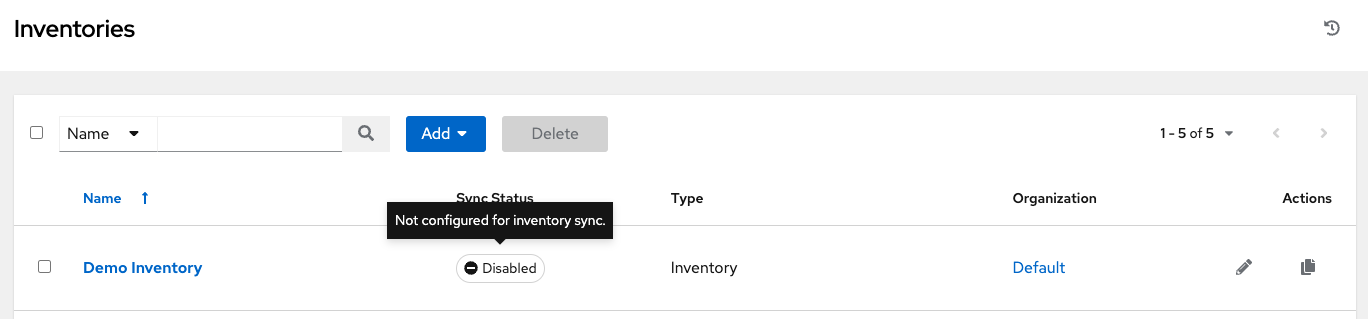 Inventories
Name Add Delete 1 - 5 of 5
Name Sync Status Type Organization Actions
Not configured for inventory sync.
Demo Inventory Disabled Inventory Default